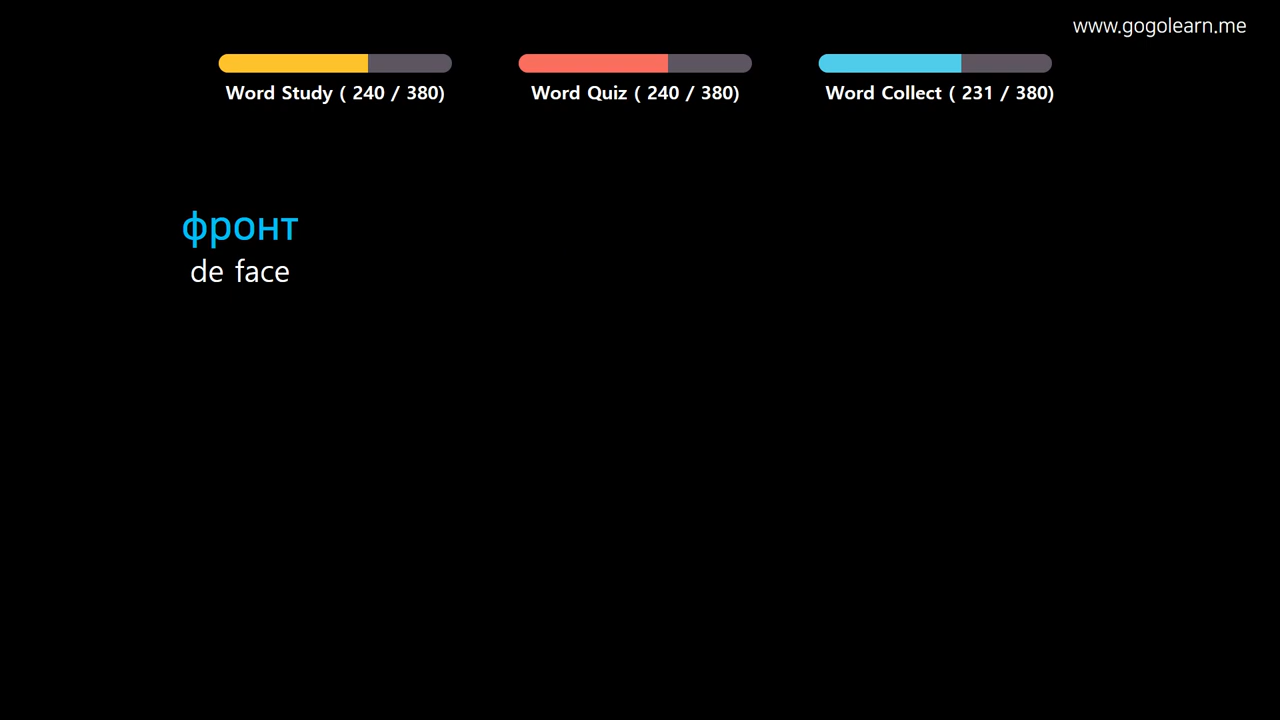 www.gogolearn.me
Word Study ( 240 / 380)
Word Quiz ( 240 / 380)
Word Collect ( 231 / 380)
фронт
de face